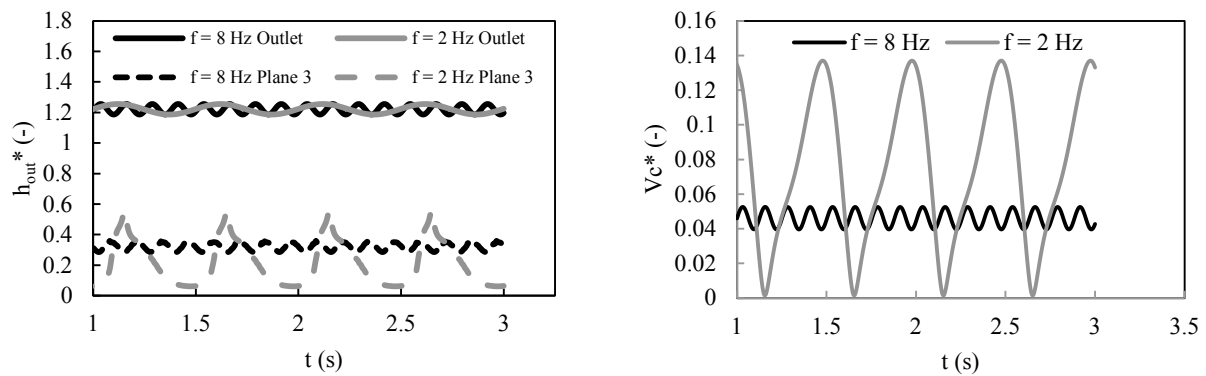 1.8
1.6
1.4
1.2
1
0.8
0.6
0.4
0.2
0
h_out* (-)
f = 8 Hz Outlet
f = 2 Hz Outlet
f = 8 Hz Plane 3
f = 2 Hz Plane 3
1 1.5 2 2.5 3
t (s)
0.16
0.14
0.12
0.1
0.08
0.06
0.04
0.02
0
Vc* (-)
f = 8 Hz
f = 2 Hz
1 1.5 2 2.5 3 3.5
t (s)